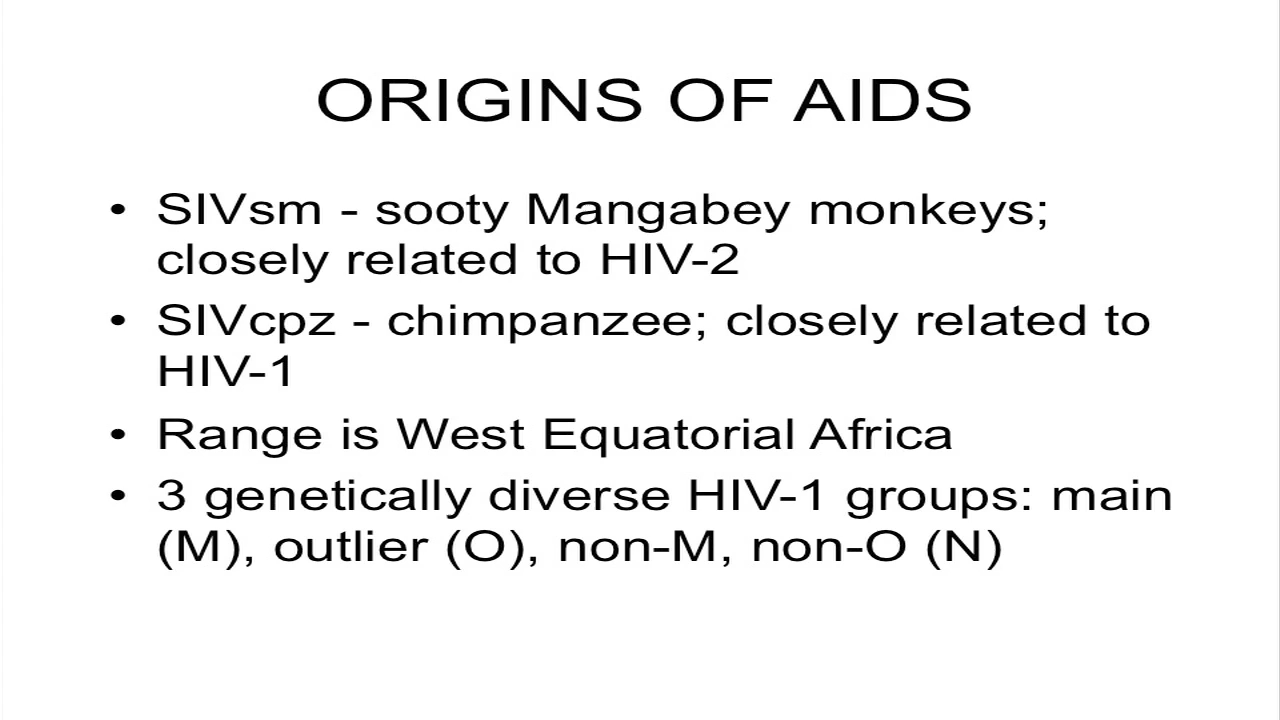 ORIGINS OF AIDS
• SIVsm - sooty Mangabey monkeys;
closely related to HIV-2
• SIVcpz - chimpanzee; closely related to
HIV-1
• Range is West Equatorial Africa
• 3 genetically diverse HIV-1 groups: main
(M), outlier (O), non-M, non-O (N)